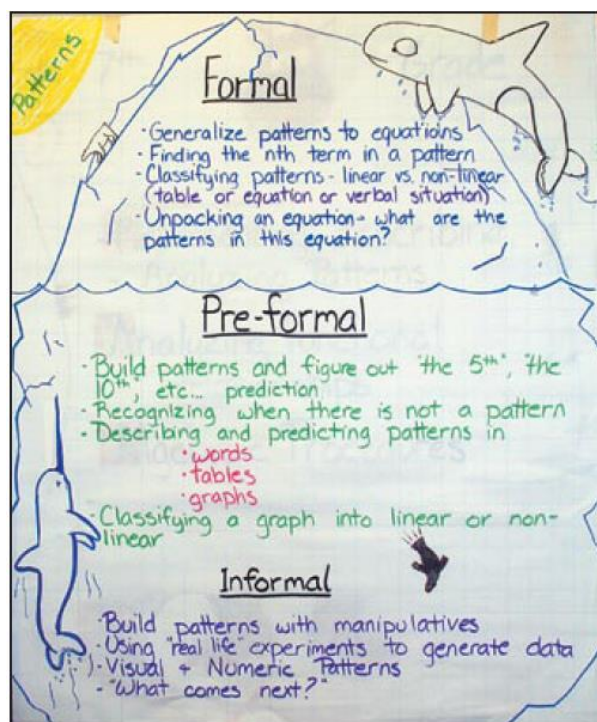 Patterns
Formal
· Generalize patterns to equations
· Finding the nth term in a pattern
· Classifying patterns - linear vs. non-linear
(table or equation or verbal situation)
· Unpacking an equation - what are the
patterns in this equation?
Pre-formal
· Build patterns and figure out "the 5th", "the
10th", etc... prediction
· Recognizing when there is not a pattern
· Describing and predicting patterns in
· words
· tables
· graphs
· Classifying a graph into linear or non-
linear
Informal
· Build patterns with manipulatives
· Using "real life" experiments to generate data
· Visual + Numeric Patterns
- "What comes next?"